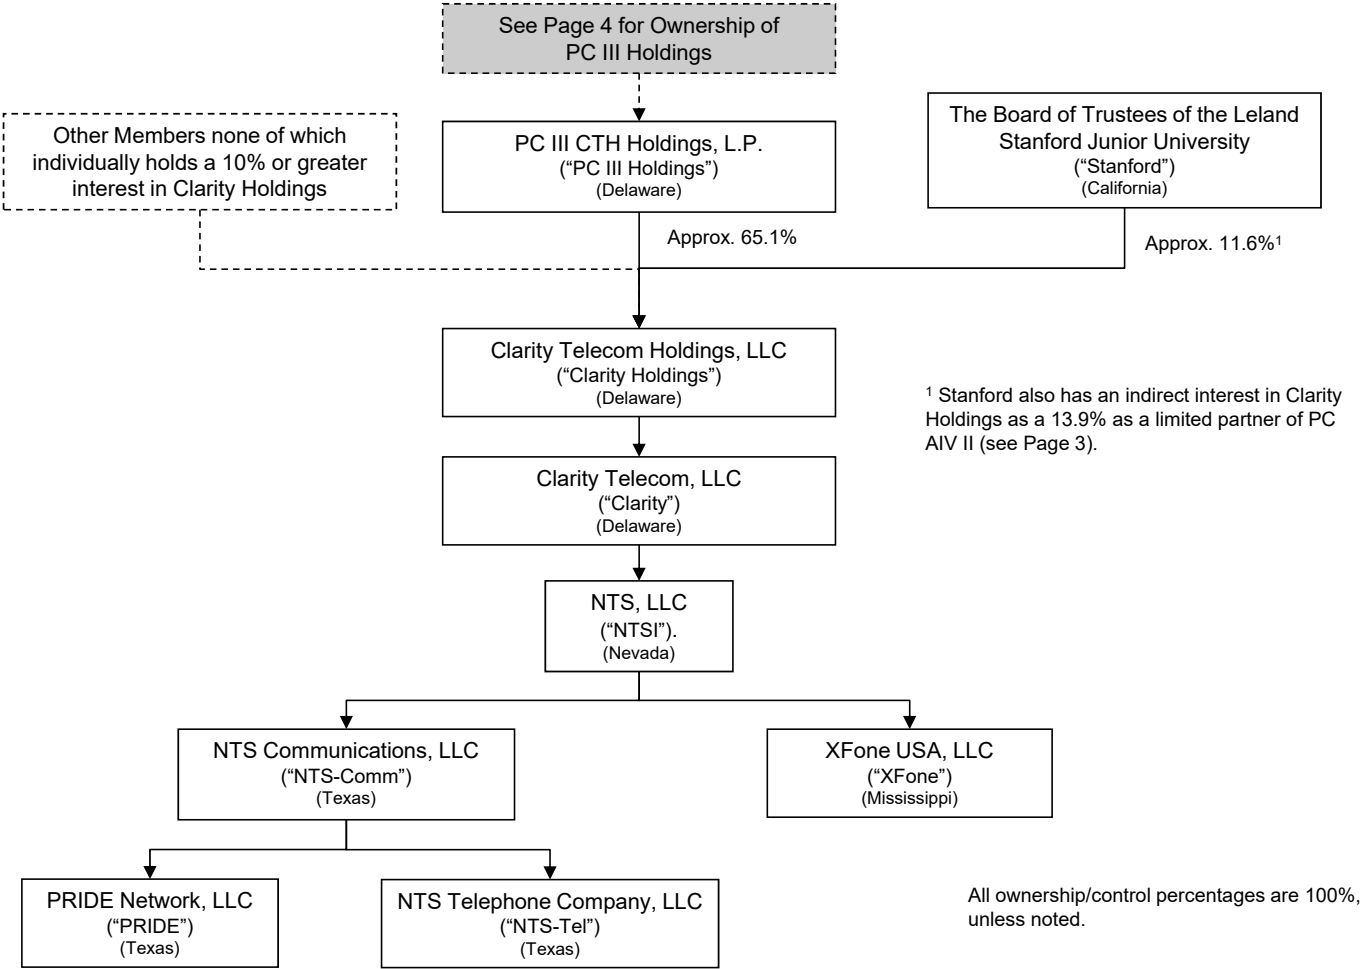 See Page 4 for Ownership of
PC III Holdings
Other Members none of which
individually holds a 10% or greater
interest in Clarity Holdings
PC III CTH Holdings, L.P.
(“PC III Holdings”)
(Delaware)
The Board of Trustees of the Leland
Stanford Junior University
(“Stanford”)
(California)
Approx. 65.1%
Approx. 11.6%¹
Clarity Telecom Holdings, LLC
(“Clarity Holdings”)
(Delaware)
¹ Stanford also has an indirect interest in Clarity
Holdings as a 13.9% as a limited partner of PC
AIV II (see Page 3).
Clarity Telecom, LLC
(“Clarity”)
(Delaware)
NTS, LLC
(“NTSI”).
(Nevada)
NTS Communications, LLC
(“NTS-Comm”)
(Texas)
XFone USA, LLC
(“XFone”)
(Mississippi)
PRIDE Network, LLC
(“PRIDE”)
(Texas)
NTS Telephone Company, LLC
(“NTS-Tel”)
(Texas)
All ownership/control percentages are 100%,
unless noted.